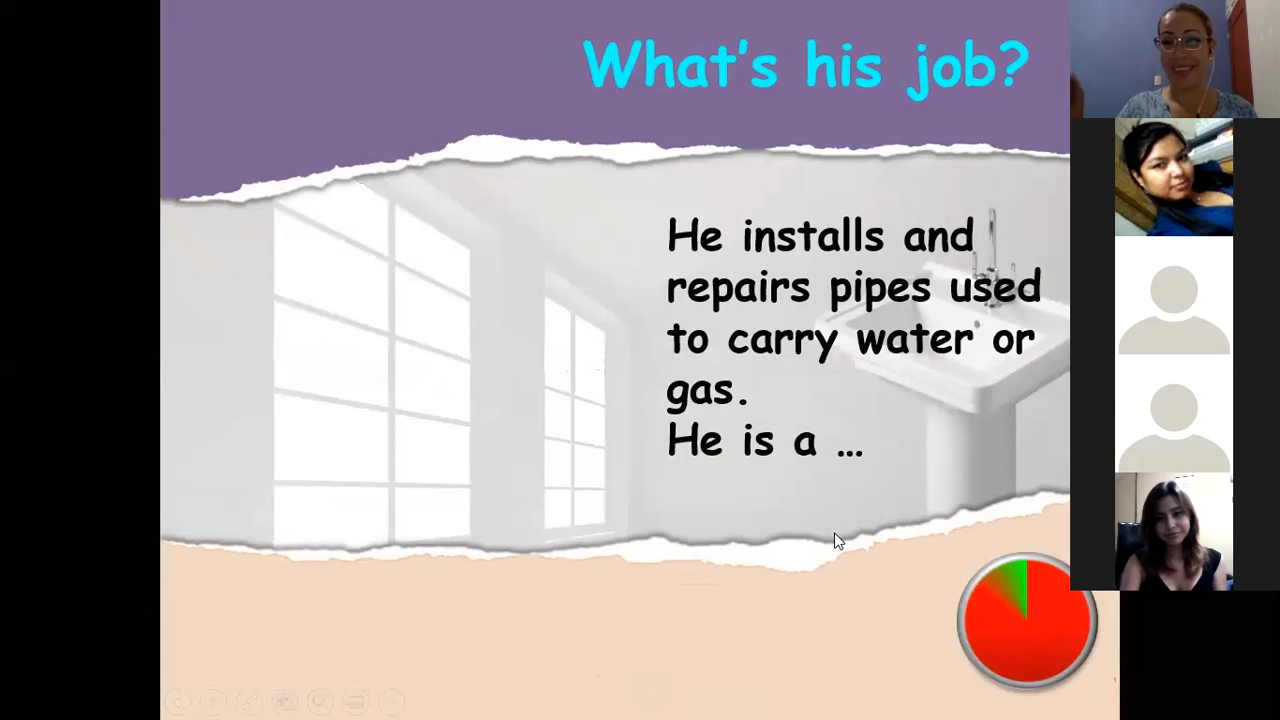 What's his job?
He installs and
repairs pipes used
to carry water or
gas.
He is a ...